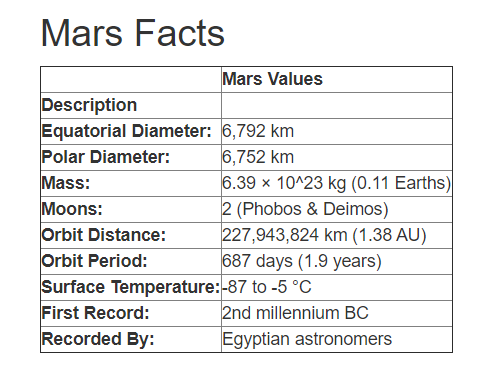 Mars Facts
Mars Values
Description
Equatorial Diameter: 6,792 km
Polar Diameter: 6,752 km
Mass: 6.39 × 10^23 kg (0.11 Earths)
Moons: 2 (Phobos & Deimos)
Orbit Distance: 227,943,824 km (1.38 AU)
Orbit Period: 687 days (1.9 years)
Surface Temperature: -87 to -5 °C
First Record: 2nd millennium BC
Recorded By: Egyptian astronomers